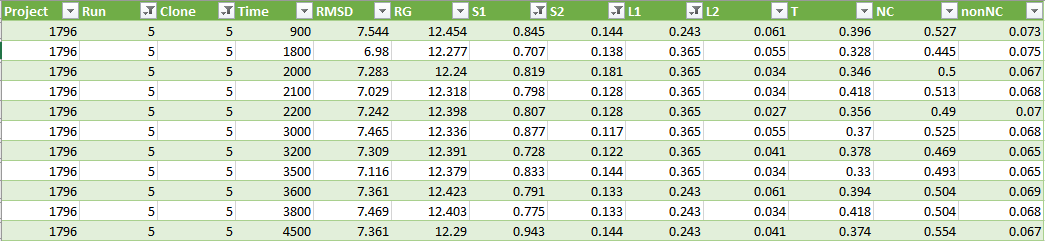 Project Run Clone Time RMSD RG S1 S2 L1 L2 T NC nonNC
1796 5 5 900 7.544 12.454 0.845 0.144 0.243 0.061 0.396 0.527 0.073
1796 5 5 1800 6.98 12.277 0.707 0.138 0.365 0.055 0.328 0.445 0.075
1796 5 5 2000 7.283 12.24 0.819 0.181 0.365 0.034 0.346 0.5 0.067
1796 5 5 2100 7.029 12.318 0.798 0.128 0.365 0.034 0.418 0.513 0.068
1796 5 5 2200 7.242 12.398 0.807 0.128 0.365 0.027 0.356 0.49 0.07
1796 5 5 3000 7.465 12.336 0.877 0.117 0.365 0.055 0.37 0.525 0.068
1796 5 5 3200 7.309 12.391 0.728 0.122 0.365 0.041 0.378 0.469 0.065
1796 5 5 3500 7.116 12.379 0.833 0.144 0.365 0.034 0.33 0.493 0.065
1796 5 5 3600 7.361 12.423 0.791 0.133 0.243 0.061 0.394 0.504 0.069
1796 5 5 3800 7.469 12.403 0.775 0.133 0.243 0.034 0.418 0.504 0.068
1796 5 5 4500 7.361 12.29 0.943 0.144 0.243 0.041 0.374 0.554 0.067